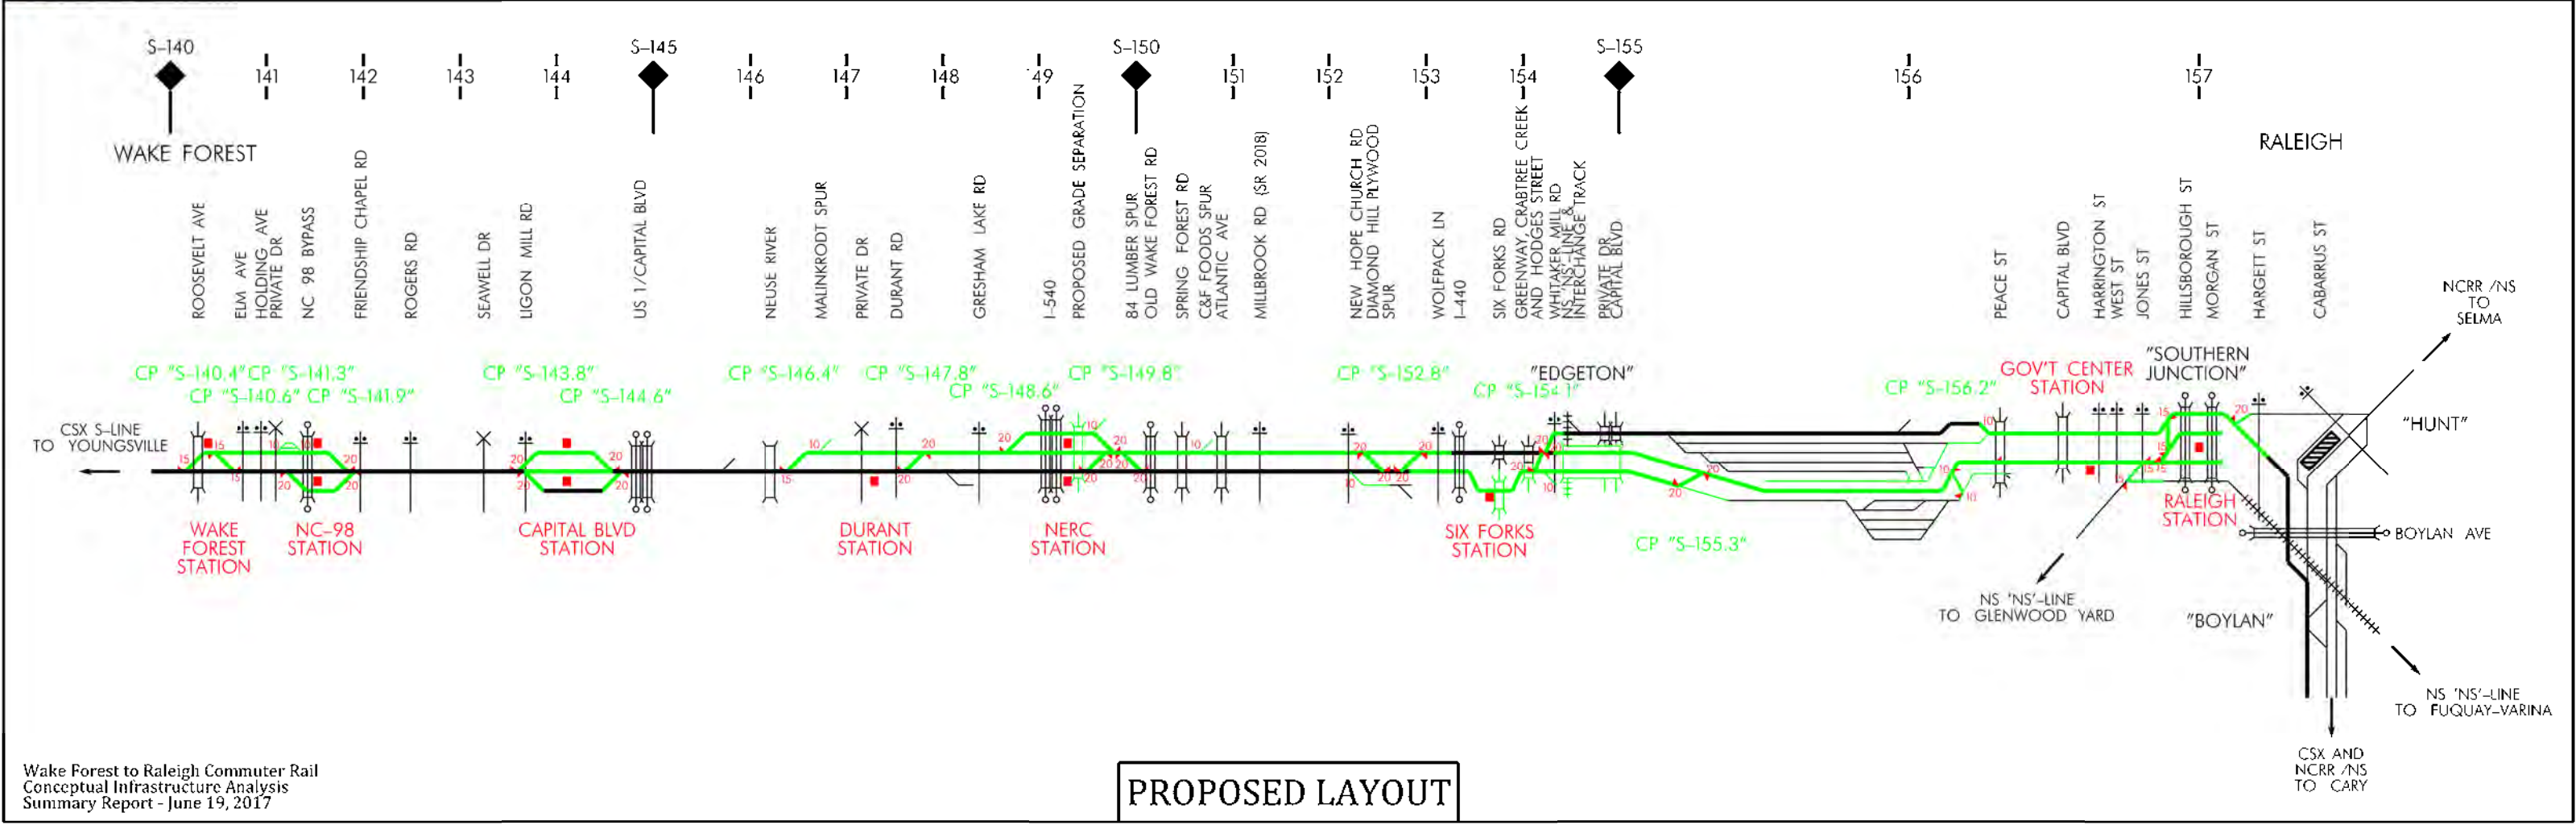 S-140
141
142
143
144
S-145
146
147
148
149
S-150
151
152
153
154
S-155
156
157
WAKE FOREST
RALEIGH
ROOSEVELT AVE
ELM AVE
HOLDING AVE
PRIVATE DR
NC 98 BYPASS
FRIENDSHIP CHAPEL RD
ROGERS RD
SEAWELL DR
LIGON MILL RD
US 1/CAPITAL BLVD
NEUSE RIVER
MALINKRODT SPUR
PRIVATE DR
DURANT RD
GRESHAM LAKE RD
I-540
PROPOSED GRADE SEPARATION
84 LUMBER SPUR
OLD WAKE FOREST RD
SPRING FOREST RD
C&F FOODS SPUR
ATLANTIC AVE
MILLBROOK RD (SR 2018)
NEW HOPE CHURCH RD
DIAMOND HILL PLYWOOD
SPUR
WOLFPACK LN
I-440
SIX FORKS RD
GREENWAY, CRABTREE CREEK
AND HODGES STREET
WHITAKER MILL RD
NS 'NS'-LINE &
INTERCHANGE TRACK
PRIVATE DR
CAPITAL BLVD
PEACE ST
CAPITAL BLVD
HARRINGTON ST
WEST ST
JONES ST
HILLSBOROUGH ST
MORGAN ST
HARGETT ST
CABARRUS ST
NCRR /NS
TO
SELMA
CP "S-140.4"
CP "S-141.3"
CP "S-140.6"
CP "S-141.9"
CP "S-143.8"
CP "S-144.6"
CP "S-146.4"
CP "S-147.8"
CP "S-148.6"
CP "S-149.8"
CP "S-152.8"
"EDGETON"
CP "S-154.1"
CP "S-156.2"
GOV'T CENTER
STATION
"SOUTHERN
JUNCTION"
"HUNT"
CSX S-LINE
TO YOUNGSVILLE
WAKE
FOREST
STATION
NC-98
STATION
CAPITAL BLVD
STATION
DURANT
STATION
NERC
STATION
SIX FORKS
STATION
CP "S-155.3"
RALEIGH
STATION
BOYLAN AVE
NS 'NS'-LINE
TO GLENWOOD YARD
"BOYLAN"
NS 'NS'-LINE
TO FUQUAY-VARINA
CSX AND
NCRR /NS
TO CARY
Wake Forest to Raleigh Commuter Rail
Conceptual Infrastructure Analysis
Summary Report - June 19, 2017
PROPOSED LAYOUT